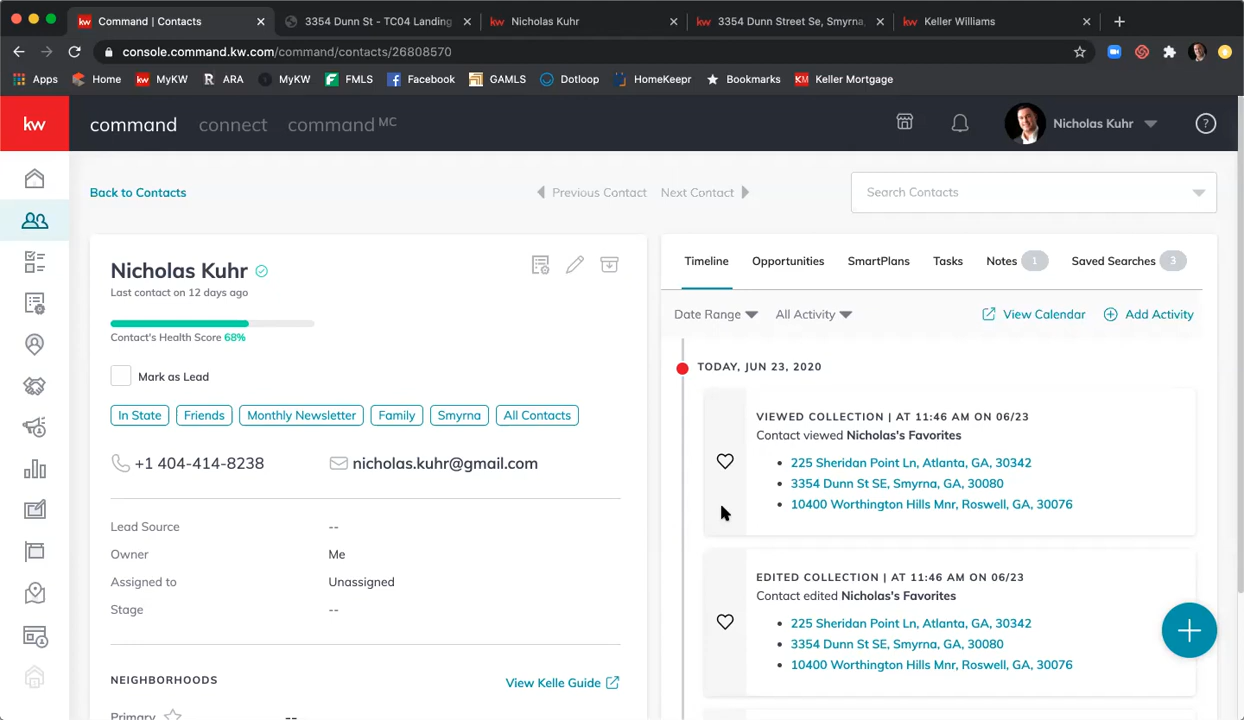 kw Command | Contacts
3354 Dunn St - TC04 Landing
kw Nicholas Kuhr
kw 3354 Dunn Street Se, Smyrna,
kw Keller Williams
console.command.kw.com/command/contacts/26808570
Apps Home kw MyKW R ARA MyKW FMLS Facebook GAMLS Dotloop HomeKeepr Bookmarks KM Keller Mortgage
kw command connect command MC Nicholas Kuhr ?
Back to Contacts Previous Contact Next Contact Search Contacts
Nicholas Kuhr
Last contact on 12 days ago
Contact's Health Score 68%
Mark as Lead
In State Friends Monthly Newsletter Family Smyrna All Contacts
+1 404-414-8238 nicholas.kuhr@gmail.com
Lead Source --
Owner Me
Assigned to Unassigned
Stage --
NEIGHBORHOODS View Kelle Guide
Primary --
Timeline Opportunities SmartPlans Tasks Notes 1 Saved Searches 3
Date Range All Activity View Calendar Add Activity
TODAY, JUN 23, 2020
VIEWED COLLECTION | AT 11:46 AM ON 06/23
Contact viewed Nicholas's Favorites
• 225 Sheridan Point Ln, Atlanta, GA, 30342
• 3354 Dunn St SE, Smyrna, GA, 30080
• 10400 Worthington Hills Mnr, Roswell, GA, 30076
EDITED COLLECTION | AT 11:46 AM ON 06/23
Contact edited Nicholas's Favorites
• 225 Sheridan Point Ln, Atlanta, GA, 30342
• 3354 Dunn St SE, Smyrna, GA, 30080
• 10400 Worthington Hills Mnr, Roswell, GA, 30076